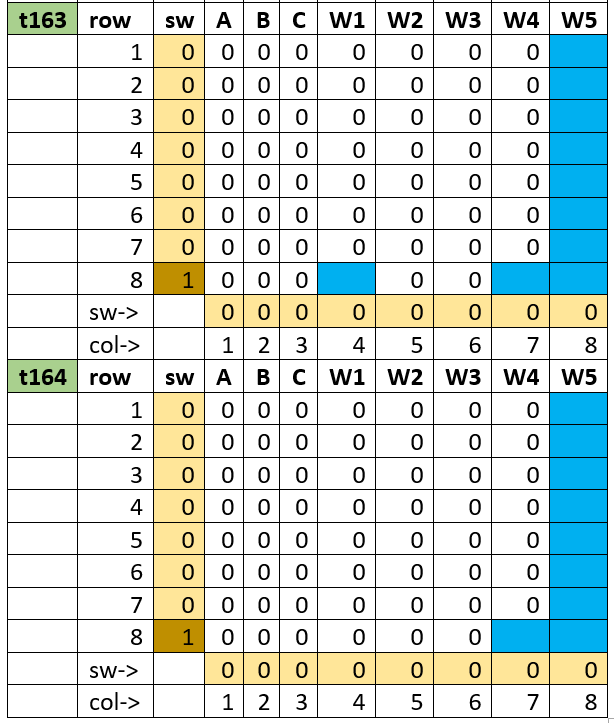 t163 row sw A B C W1 W2 W3 W4 W5
1 0 0 0 0 0 0 0 0
2 0 0 0 0 0 0 0 0
3 0 0 0 0 0 0 0 0
4 0 0 0 0 0 0 0 0
5 0 0 0 0 0 0 0 0
6 0 0 0 0 0 0 0 0
7 0 0 0 0 0 0 0 0
8 1 0 0 0 0 0
sw-> 0 0 0 0 0 0 0 0
col-> 1 2 3 4 5 6 7 8
t164 row sw A B C W1 W2 W3 W4 W5
1 0 0 0 0 0 0 0 0
2 0 0 0 0 0 0 0 0
3 0 0 0 0 0 0 0 0
4 0 0 0 0 0 0 0 0
5 0 0 0 0 0 0 0 0
6 0 0 0 0 0 0 0 0
7 0 0 0 0 0 0 0 0
8 1 0 0 0 0 0 0
sw-> 0 0 0 0 0 0 0 0
col-> 1 2 3 4 5 6 7 8